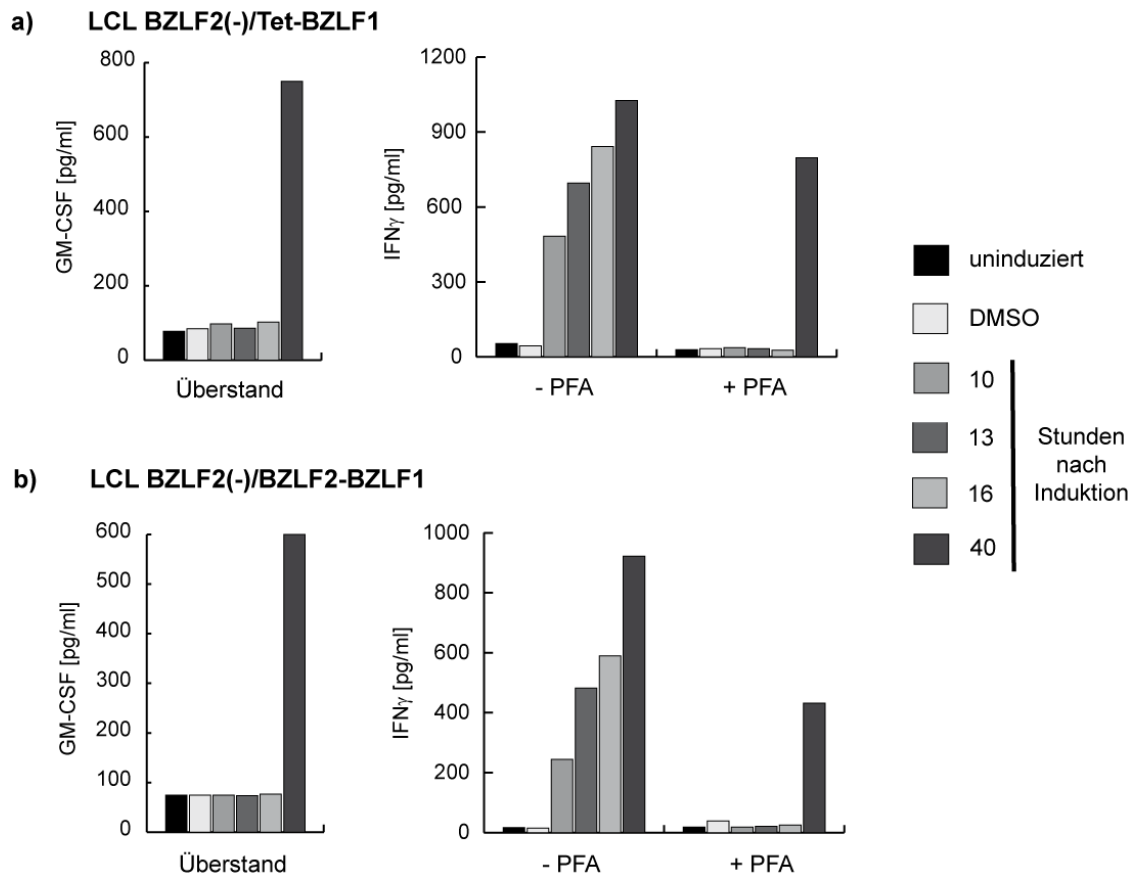 a) LCL BZLF2(-)/Tet-BZLF1
GM-CSF [pg/ml]
800
600
400
200
0
Überstand
IFNγ [pg/ml]
1200
900
600
300
0
- PFA
+ PFA
uninduziert
DMSO
10
13
16
40
Stunden
nach
Induktion
b) LCL BZLF2(-)/BZLF2-BZLF1
GM-CSF [pg/ml]
600
500
400
300
200
100
0
Überstand
IFNγ [pg/ml]
1000
800
600
400
200
0
- PFA
+ PFA